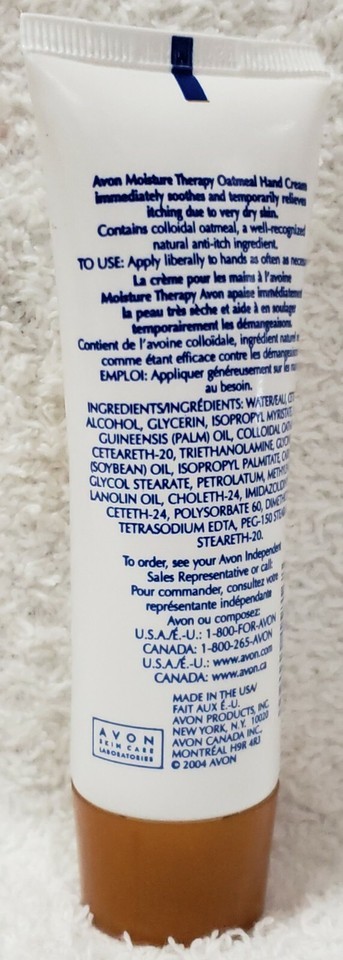 Avon Moisture Therapy Oatmeal Hand Cream
immediately soothes and temporarily relieves
itching due to very dry skin.
Contains colloidal oatmeal, a well-recognized
natural anti-itch ingredient.
TO USE: Apply liberally to hands as often as
La crème pour les mains à l'avoine
Moisture Therapy Avon apaise immédiatement
la peau très sèche et aide à en soulager
temporairement les démangeaisons.
Contient de l'avoine colloïdale, ingrédient naturel
comme étant efficace contre les
EMPLOI: Appliquer généreusement sur les
au besoin.
INGREDIENTS/INGRÉDIENTS: WATER/EAU,
ALCOHOL, GLYCERIN, ISOPROPYL
GUINEENSIS (PALM) OIL, COLLOIDAL
CETEARETH-20, TRIETHANOLAMINE,
(SOYBEAN) OIL, ISOPROPYL PALMITATE,
GLYCOL STEARATE, PETROLATUM,
LANOLIN OIL, CHOLETH-24,
CETETH-24, POLYSORBATE 60,
TETRASODIUM EDTA, PEG-150
STEARETH-20.
To order, see your Avon Independent
Sales Representative or call:
Pour commander, consultez votre
représentante indépendante
Avon ou composez:
U.S.A./É.-U.: 1-800-FOR-AVON
CANADA: 1-800-265-AVON
U.S.A./É.-U.: www.avon.com
CANADA: www.avon.ca
MADE IN THE USA/
FAIT AUX É.-U.
AVON PRODUCTS, INC.
NEW YORK, N.Y. 10020
AVON CANADA INC.,
MONTRÉAL H9R 4R3
© 2004 AVON
AVON
SKIN CARE
LABORATORIES